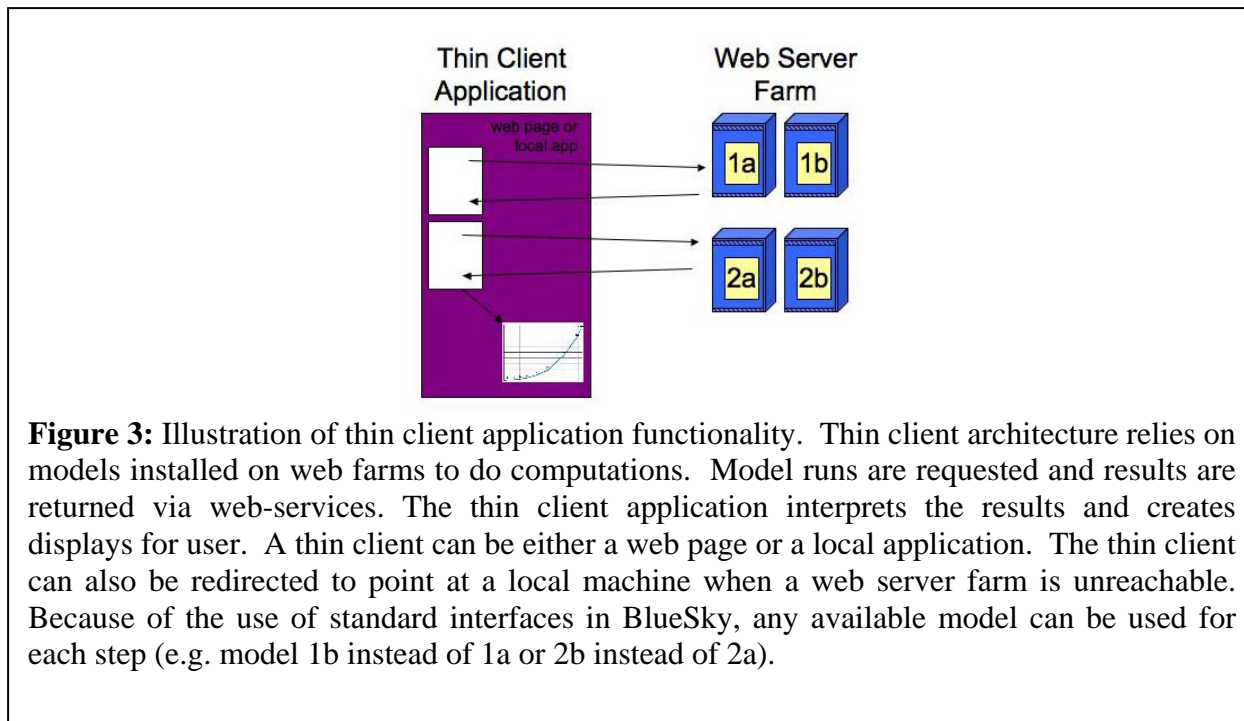 Thin Client
Application
Web Server
Farm
web page or
local app
1a
1b
2a
2b
Figure 3: Illustration of thin client application functionality. Thin client architecture relies on
models installed on web farms to do computations. Model runs are requested and results are
returned via web-services. The thin client application interprets the results and creates
displays for user. A thin client can be either a web page or a local application. The thin client
can also be redirected to point at a local machine when a web server farm is unreachable.
Because of the use of standard interfaces in BlueSky, any available model can be used for
each step (e.g. model 1b instead of 1a or 2b instead of 2a).